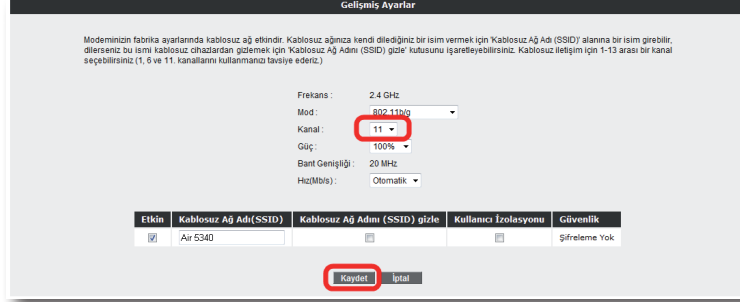 Gelişmiş Ayarlar
Modeminizin fabrika ayarlarında kablosuz ağ etkindir. Kablosuz ağınıza kendi dilediğiniz bir isim vermek için 'Kablosuz Ağ Adı (SSID)' alanına bir isim girebilir,
dilerseniz bu ismi kablosuz cihazlardan gizlemek için 'Kablosuz Ağ Adını (SSID) gizle' kutusunu işaretleyebilirsiniz. Kablosuz iletişim için 1-13 arası bir kanal
seçebilirsiniz (1, 6 ve 11. kanallarını kullanmanızı tavsiye ederiz.)
Frekans : 2.4 GHz
Mod : 802.11b/g
Kanal : 11
Güç : 100%
Bant Genişliği : 20 MHz
Hız(Mb/s) : Otomatik
Etkin Kablosuz Ağ Adı(SSID) Kablosuz Ağ Adını (SSID) gizle Kullanıcı İzolasyonu Güvenlik
Air 5340 Şifreleme Yok
Kaydet İptal